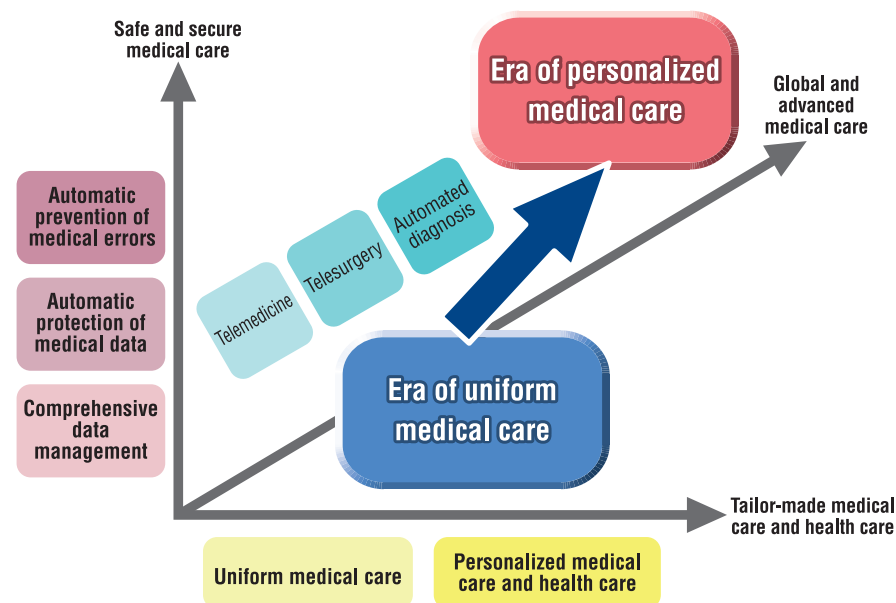 Safe and secure
medical care
Era of personalized
medical care
Global and
advanced
medical care
Automatic
prevention of
medical errors
Automated
diagnosis
Telesurgery
Telemedicine
Automatic
protection of
medical data
Era of uniform
medical care
Comprehensive
data
management
Tailor-made medical
care and health care
Uniform medical care
Personalized medical
care and health care